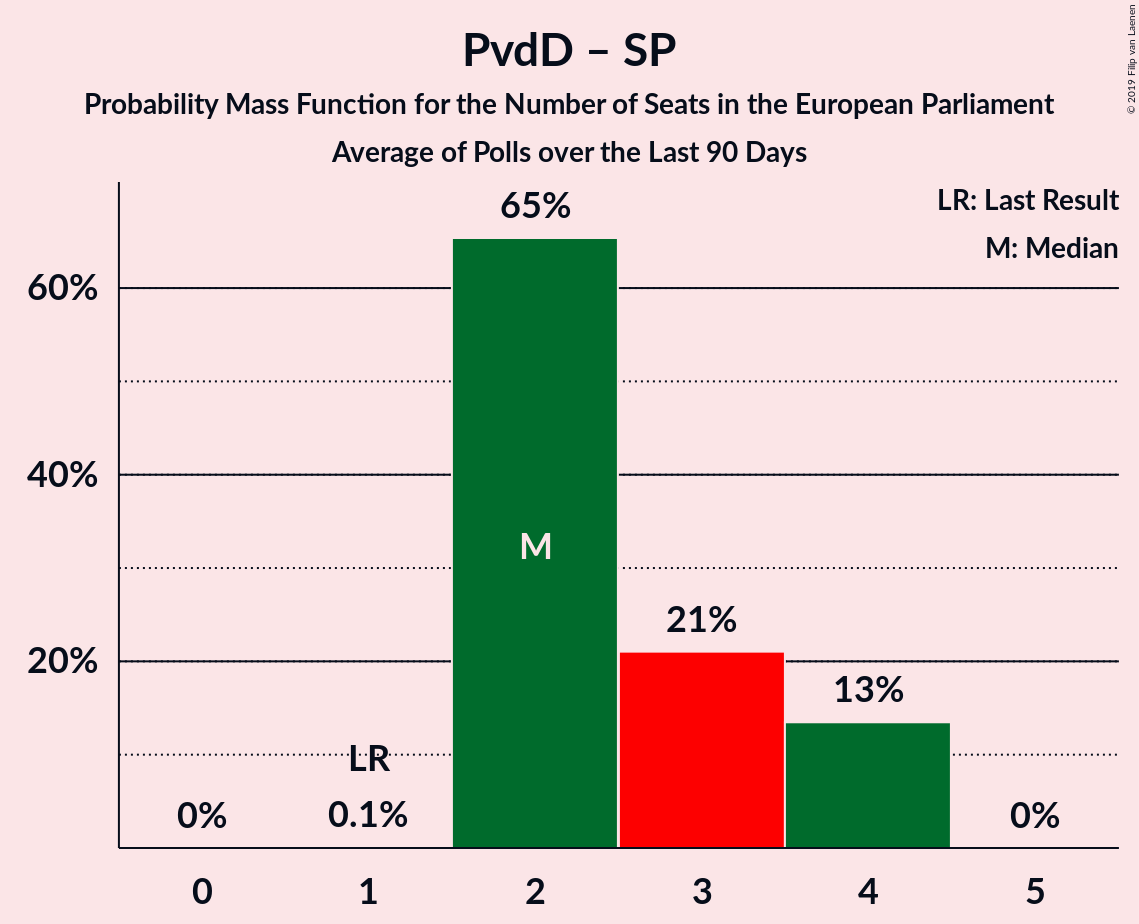 PvdD – SP
Probability Mass Function for the Number of Seats in the European Parliament
Average of Polls over the Last 90 Days
© 2019 Filip van Laenen
LR: Last Result
M: Median
65%
60%
40%
M
21%
20%
13%
LR
0%
0.1%
0%
0 1 2 3 4 5